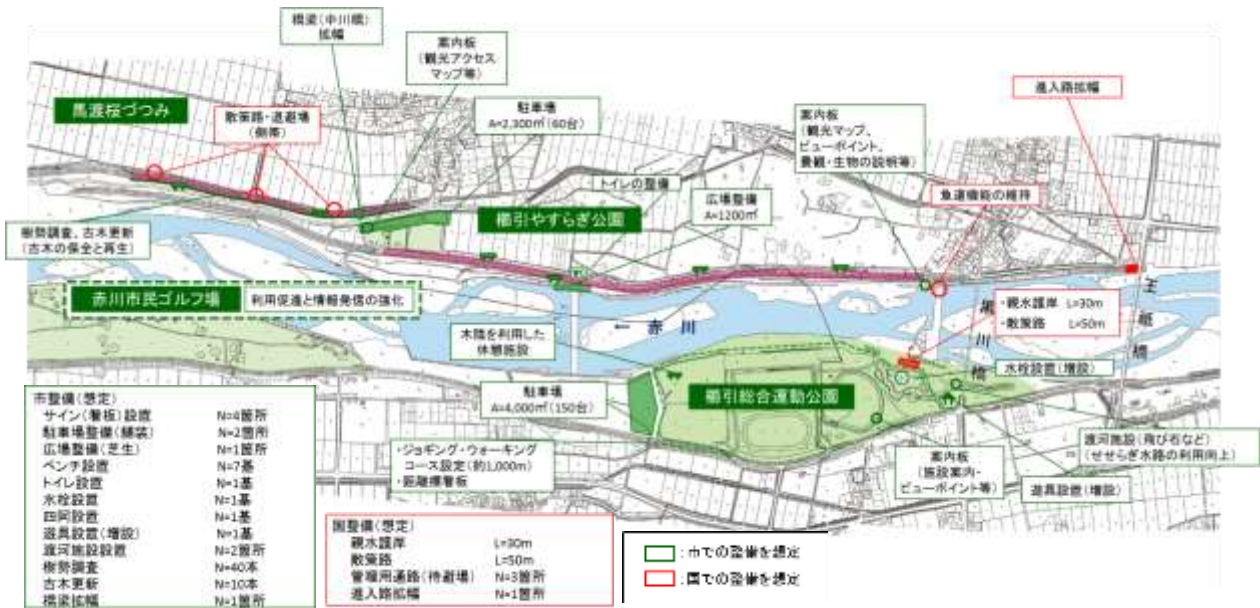 橋梁(中川橋)
拡幅
案内板
(観光アクセス
マップ等)
馬渡桜づつみ
散策路・退避場
(側帯)
駐車場
A=2,300㎡(60台)
案内板
(観光マップ、
ビューポイント、
景観・生物の説明等)
進入路拡幅
トイレの整備
広場整備
A=1200㎡
魚道機能の維持
櫛引やすらぎ公園
樹勢調査、古木更新
(古木の保全と再生)
赤川市民ゴルフ場
利用促進と情報発信の強化
← 赤 川
黒川橋
王祇橋
・親水護岸 L=30m
・散策路 L=50m
木陰を利用した
休憩施設
水栓設置(増設)
駐車場
A=4,000㎡(150台)
櫛引総合運動公園
・ジョギング・ウォーキング
コース設定(約1,000m)
・距離標看板
案内板
(施設案内・
ビューポイント等)
渡河施設(飛び石など)
(せせらぎ水路の利用向上)
遊具設置(増設)
市整備(想定)
サイン(看板)設置 N=4箇所
駐車場整備(舗装) N=2箇所
広場整備(芝生) N=1箇所
ベンチ設置 N=7基
トイレ設置 N=1基
水栓設置 N=1基
四阿設置 N=1基
遊具設置(増設) N=1基
渡河施設設置 N=2箇所
樹勢調査 N=40本
古木更新 N=10本
橋梁拡幅 N=1箇所
国整備(想定)
親水護岸 L=30m
散策路 L=50m
管理用通路(待避場) N=3箇所
進入路拡幅 N=1箇所
:市での整備を想定
:国での整備を想定